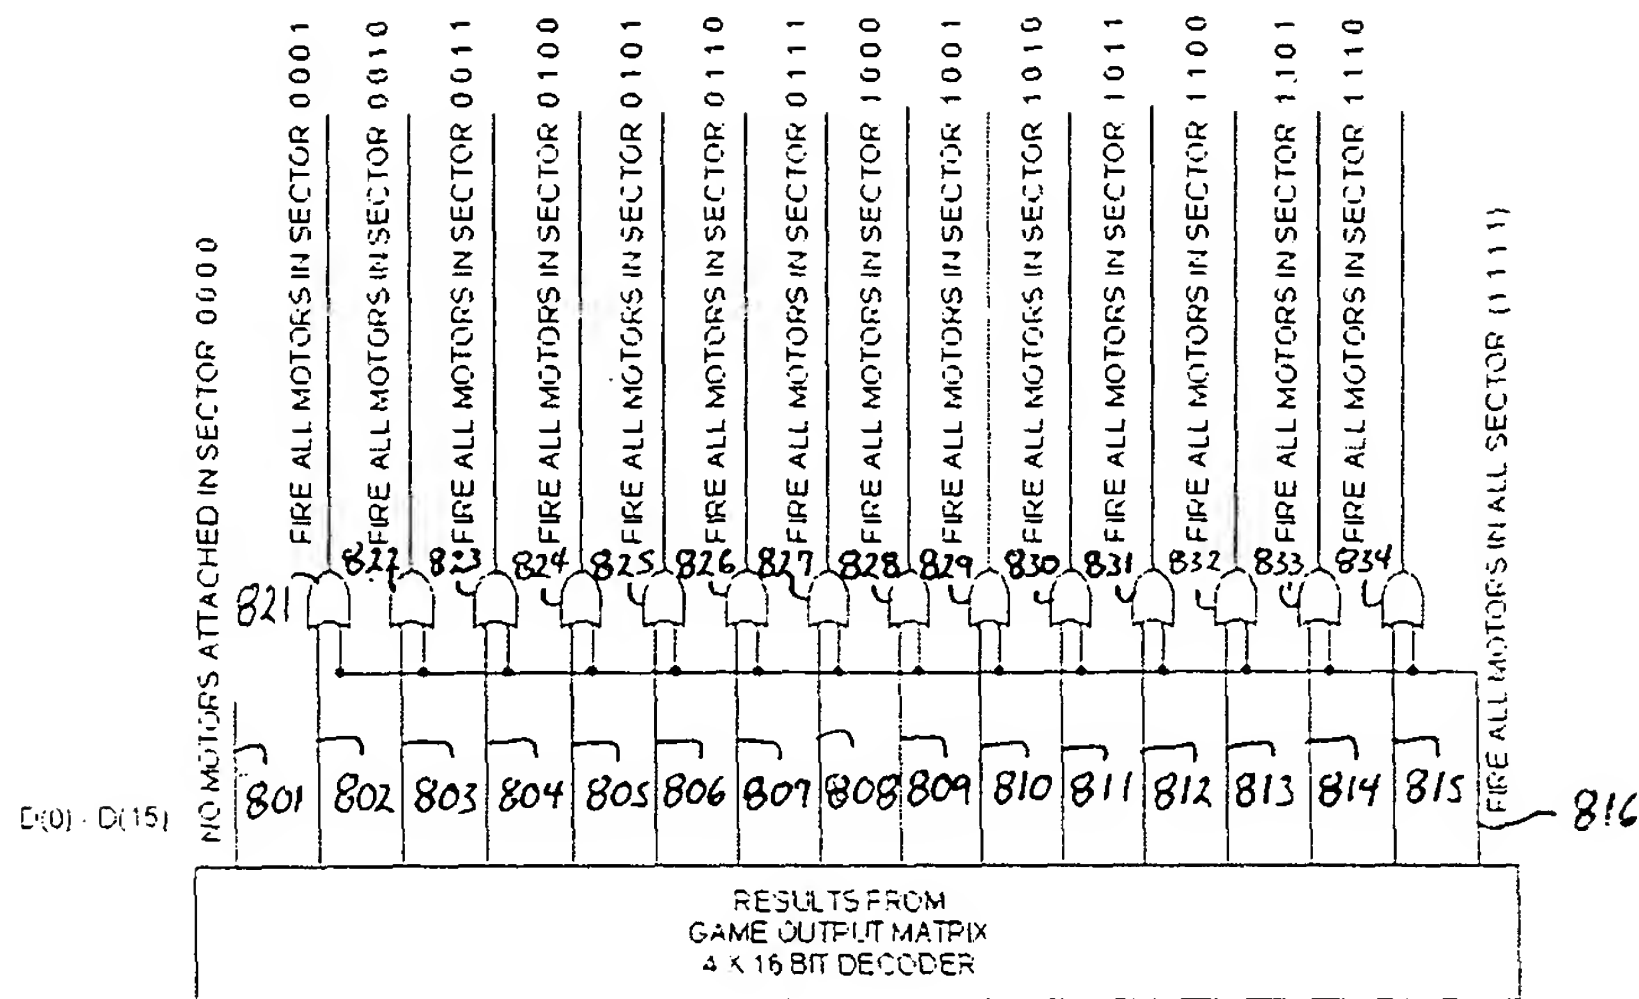 NO MOTORS ATTACHED IN SECTOR 0000
FIRE ALL MOTORS IN SECTOR 0001
FIRE ALL MOTORS IN SECTOR 0010
FIRE ALL MOTORS IN SECTOR 0011
FIRE ALL MOTORS IN SECTOR 0100
FIRE ALL MOTORS IN SECTOR 0101
FIRE ALL MOTORS IN SECTOR 0110
FIRE ALL MOTORS IN SECTOR 0111
FIRE ALL MOTORS IN SECTOR 1000
FIRE ALL MOTORS IN SECTOR 1001
FIRE ALL MOTORS IN SECTOR 1010
FIRE ALL MOTORS IN SECTOR 1011
FIRE ALL MOTORS IN SECTOR 1100
FIRE ALL MOTORS IN SECTOR 1101
FIRE ALL MOTORS IN SECTOR 1110
FIRE ALL MOTORS IN ALL SECTOR (1111)
821 822 823 824 825 826 827 828 829 830 831 832 833 834
801 802 803 804 805 806 807 808 809 810 811 812 813 814 815 816
D(0) - D(15)
RESULTS FROM
GAME OUTPUT MATRIX
4 X 16 BIT DECODER